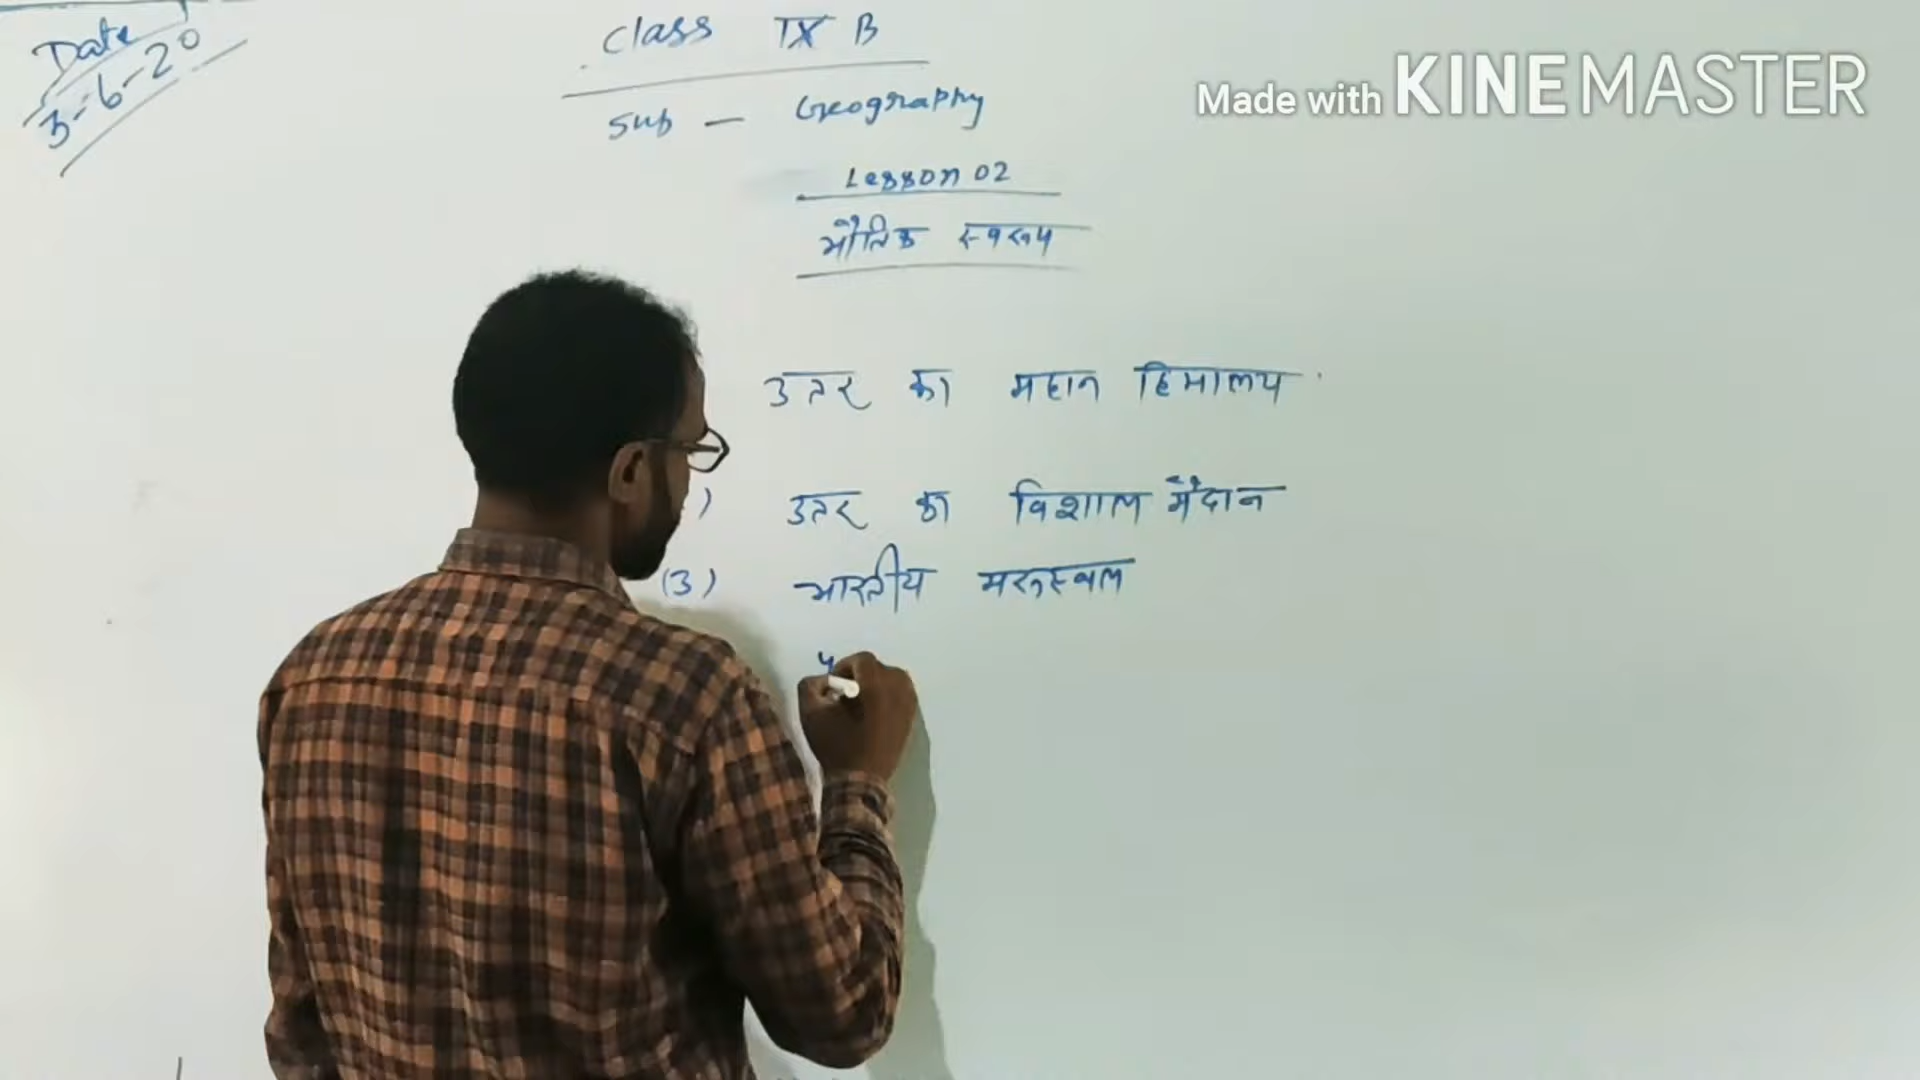 Date
3-6-20
Class IX B
Made with KINEMASTER
Sub — Geography
Lesson 02
भौतिक स्वरूप
उत्तर का महान हिमालय
) उत्तर का विशाल मैदान
(3) भारतीय मरुस्थल